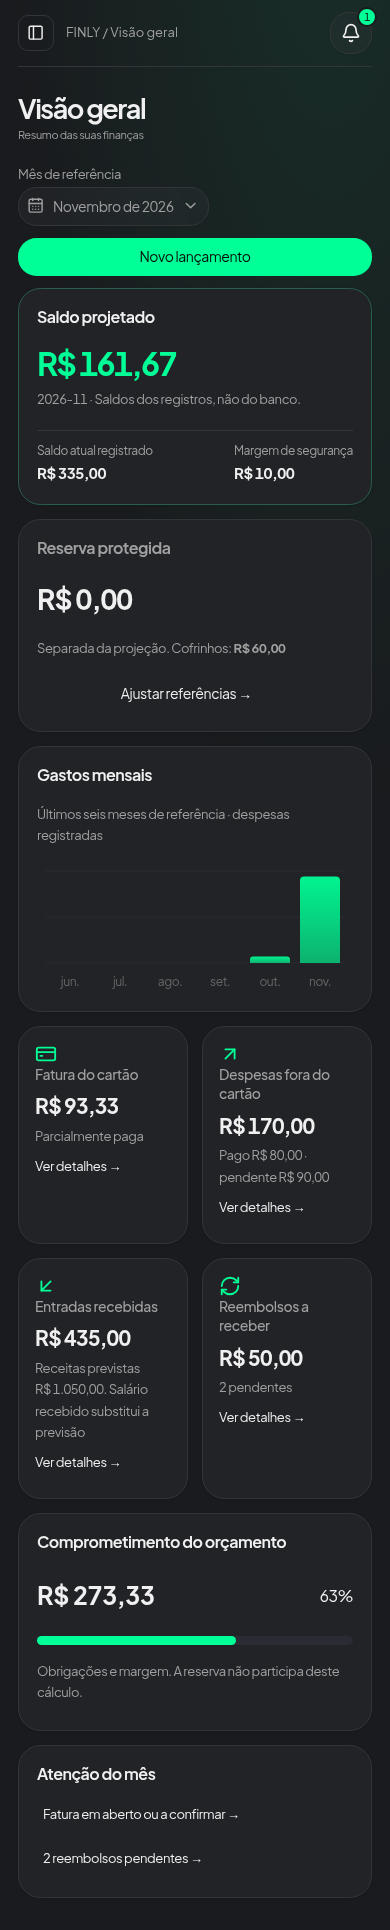 FINLY / Visão geral
1
Visão geral
Resumo das suas finanças
Mês de referência
Novembro de 2026
Novo lançamento
Saldo projetado
R$ 161,67
2026-11 · Saldos dos registros, não do banco.
Saldo atual registrado
R$ 335,00
Margem de segurança
R$ 10,00
Reserva protegida
R$ 0,00
Separada da projeção. Cofrinhos: R$ 60,00
Ajustar referências →
Gastos mensais
Últimos seis meses de referência · despesas
registradas
jun. jul. ago. set. out. nov.
Fatura do cartão
R$ 93,33
Parcialmente paga
Ver detalhes →
Despesas fora do
cartão
R$ 170,00
Pago R$ 80,00 ·
pendente R$ 90,00
Ver detalhes →
Entradas recebidas
R$ 435,00
Receitas previstas
R$ 1.050,00. Salário
recebido substitui a
previsão
Ver detalhes →
Reembolsos a
receber
R$ 50,00
2 pendentes
Ver detalhes →
Comprometimento do orçamento
R$ 273,33
63%
Obrigações e margem. A reserva não participa deste
cálculo.
Atenção do mês
Fatura em aberto ou a confirmar →
2 reembolsos pendentes →